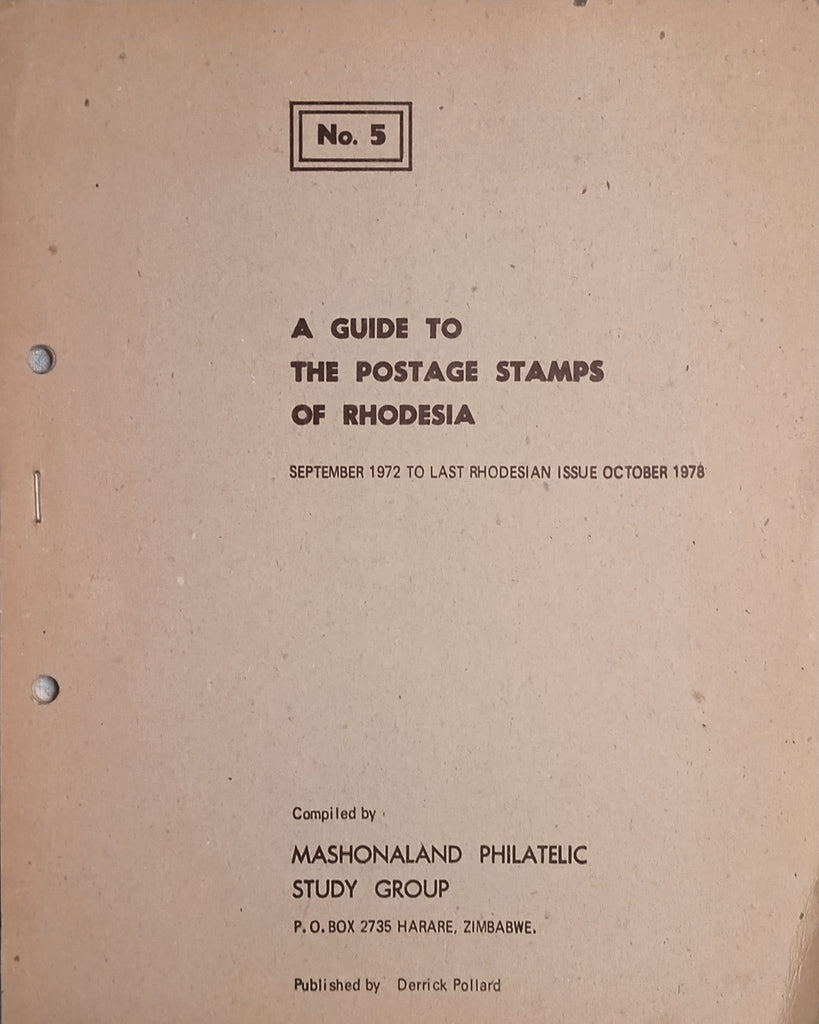 No. 5
A GUIDE TO
THE POSTAGE STAMPS
OF RHODESIA
SEPTEMBER 1972 TO LAST RHODESIAN ISSUE OCTOBER 1978
Compiled by
MASHONALAND PHILATELIC
STUDY GROUP
P.O. BOX 2735 HARARE, ZIMBABWE.
Published by Derrick Pollard